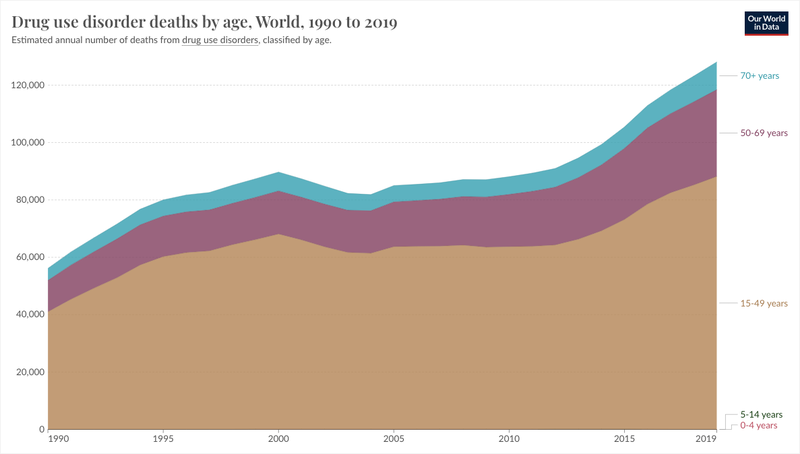 Drug use disorder deaths by age, World, 1990 to 2019
Our World
in Data
Estimated annual number of deaths from drug use disorders, classified by age.
120,000
100,000
80,000
60,000
40,000
20,000
0
1990
1995
2000
2005
2010
2015
2019
70+ years
50-69 years
15-49 years
5-14 years
0-4 years